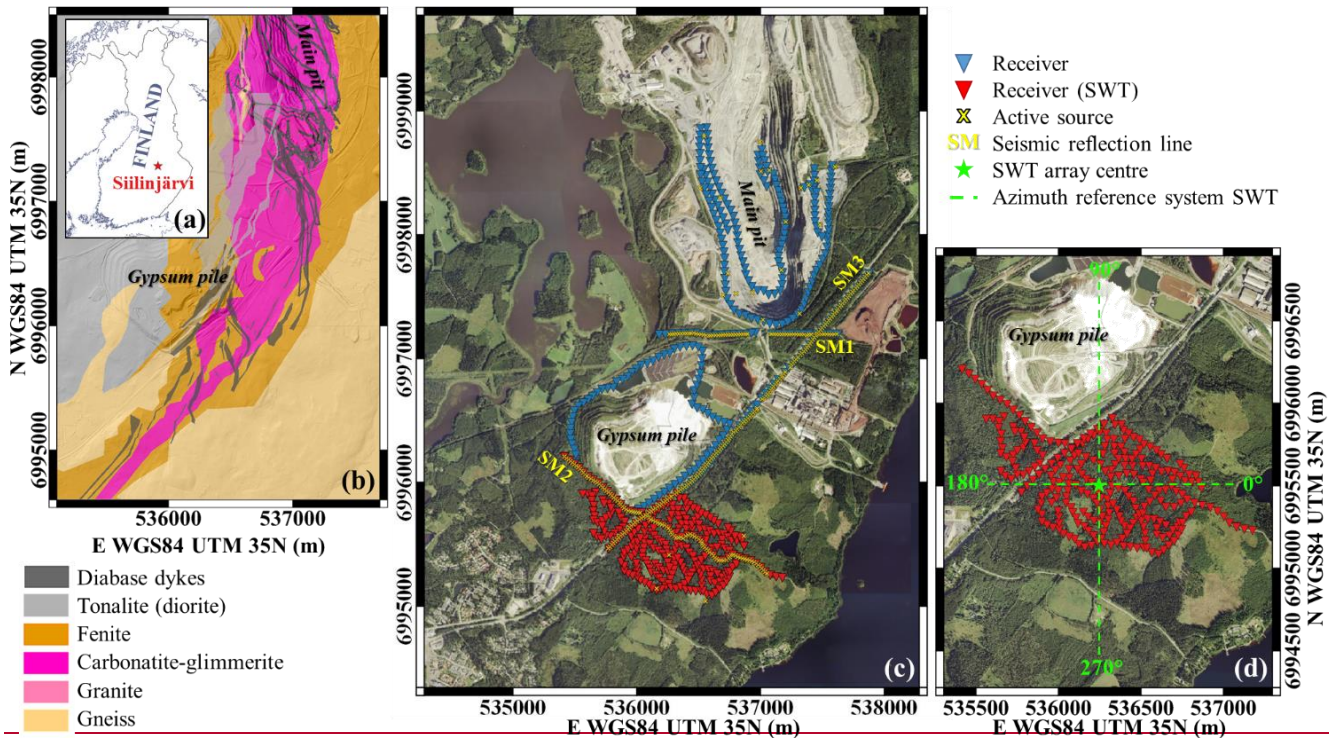 FINLAND
Siilinjärvi
(a)
Main pit
Gypsum pile
(b)
N WGS84 UTM 35N (m)
6998000
6997000
6996000
6995000
536000 537000
E WGS84 UTM 35N (m)
Diabase dykes
Tonalite (diorite)
Fenite
Carbonatite-glimmerite
Granite
Gneiss
6999000
6998000
6997000
6996000
6995000
Main pit
SM3
SM1
Gypsum pile
SM2
(c)
535000 536000 537000 538000
E WGS84 UTM 35N (m)
Receiver
Receiver (SWT)
X Active source
SM Seismic reflection line
SWT array centre
Azimuth reference system SWT
90°
Gypsum pile
180° 0°
270°
(d)
6996500
6996000
6995500
6995000
6994500
N WGS84 UTM 35N (m)
535500 536000 536500 537000
E WGS84 UTM 35N (m)